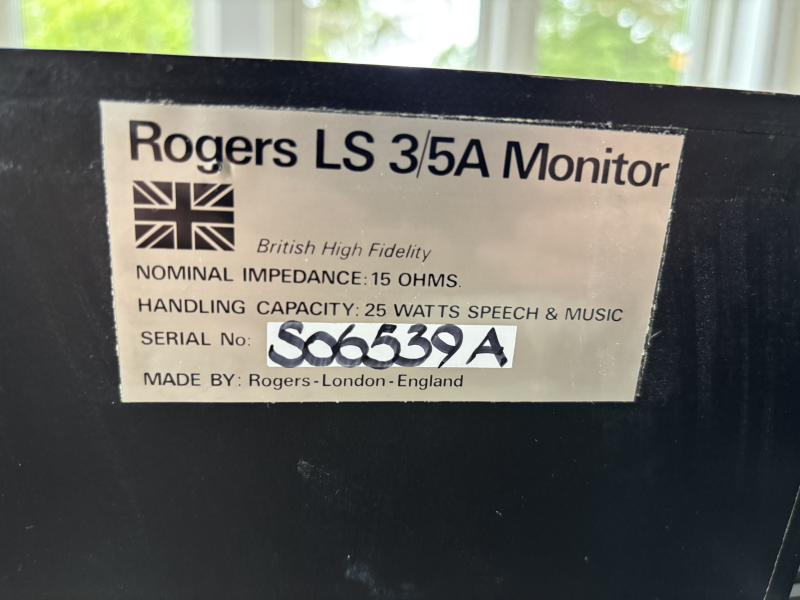 Rogers LS 3/5A Monitor
British High Fidelity
NOMINAL IMPEDANCE: 15 OHMS.
HANDLING CAPACITY: 25 WATTS SPEECH & MUSIC
SERIAL No: S06539A
MADE BY: Rogers-London-England